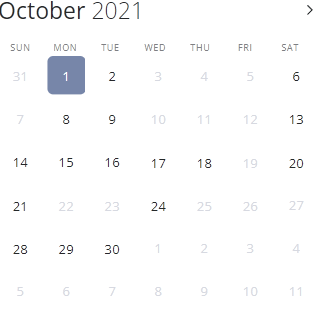 October 2021 >
SUN MON TUE WED THU FRI SAT
31 1 2 3 4 5 6
7 8 9 10 11 12 13
14 15 16 17 18 19 20
21 22 23 24 25 26 27
28 29 30 1 2 3 4
5 6 7 8 9 10 11